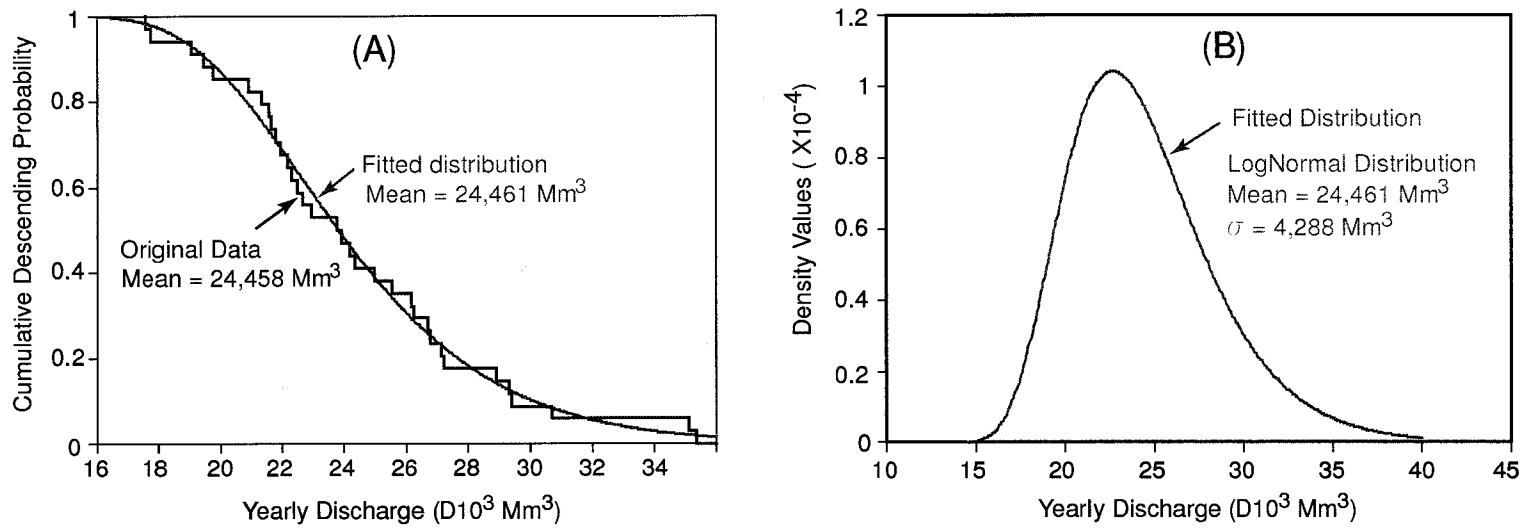 (A)
Cumulative Descending Probability
1
0.8
0.6
0.4
0.2
0
Fitted distribution
Mean = 24,461 Mm³
Original Data
Mean = 24,458 Mm³
16 18 20 22 24 26 28 30 32 34
Yearly Discharge (D10³ Mm³)
(B)
Density Values ( X10⁻⁴)
1.2
1
0.8
0.6
0.4
0.2
0
Fitted Distribution
LogNormal Distribution
Mean = 24,461 Mm³
σ = 4,288 Mm³
10 15 20 25 30 35 40 45
Yearly Discharge (D10³ Mm³)